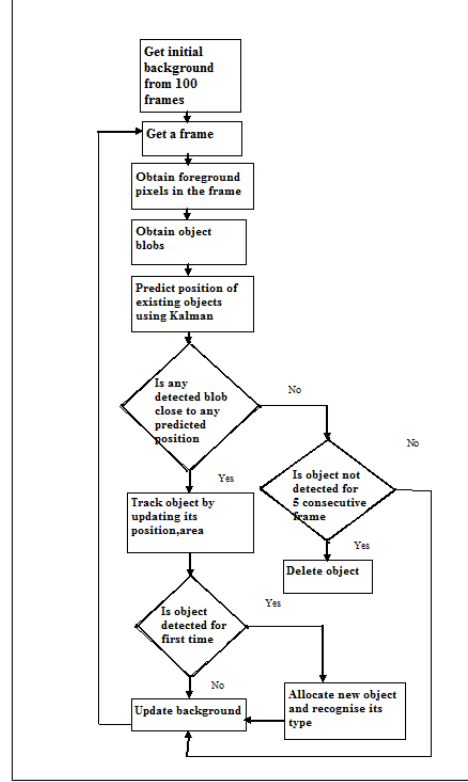 Get initial
background
from 100
frames
Get a frame
Obtain foreground
pixels in the frame
Obtain object
blobs
Predict position of
existing objects
using Kalman
Is any
detected blob
close to any
predicted
position
No
No
Is object not
detected for
5 consecutive
frame
Yes
Track object by
updating its
position,area
Yes
Delete object
Is object
detected for
first time
Yes
No
Allocate new object
and recognise its
type
Update background